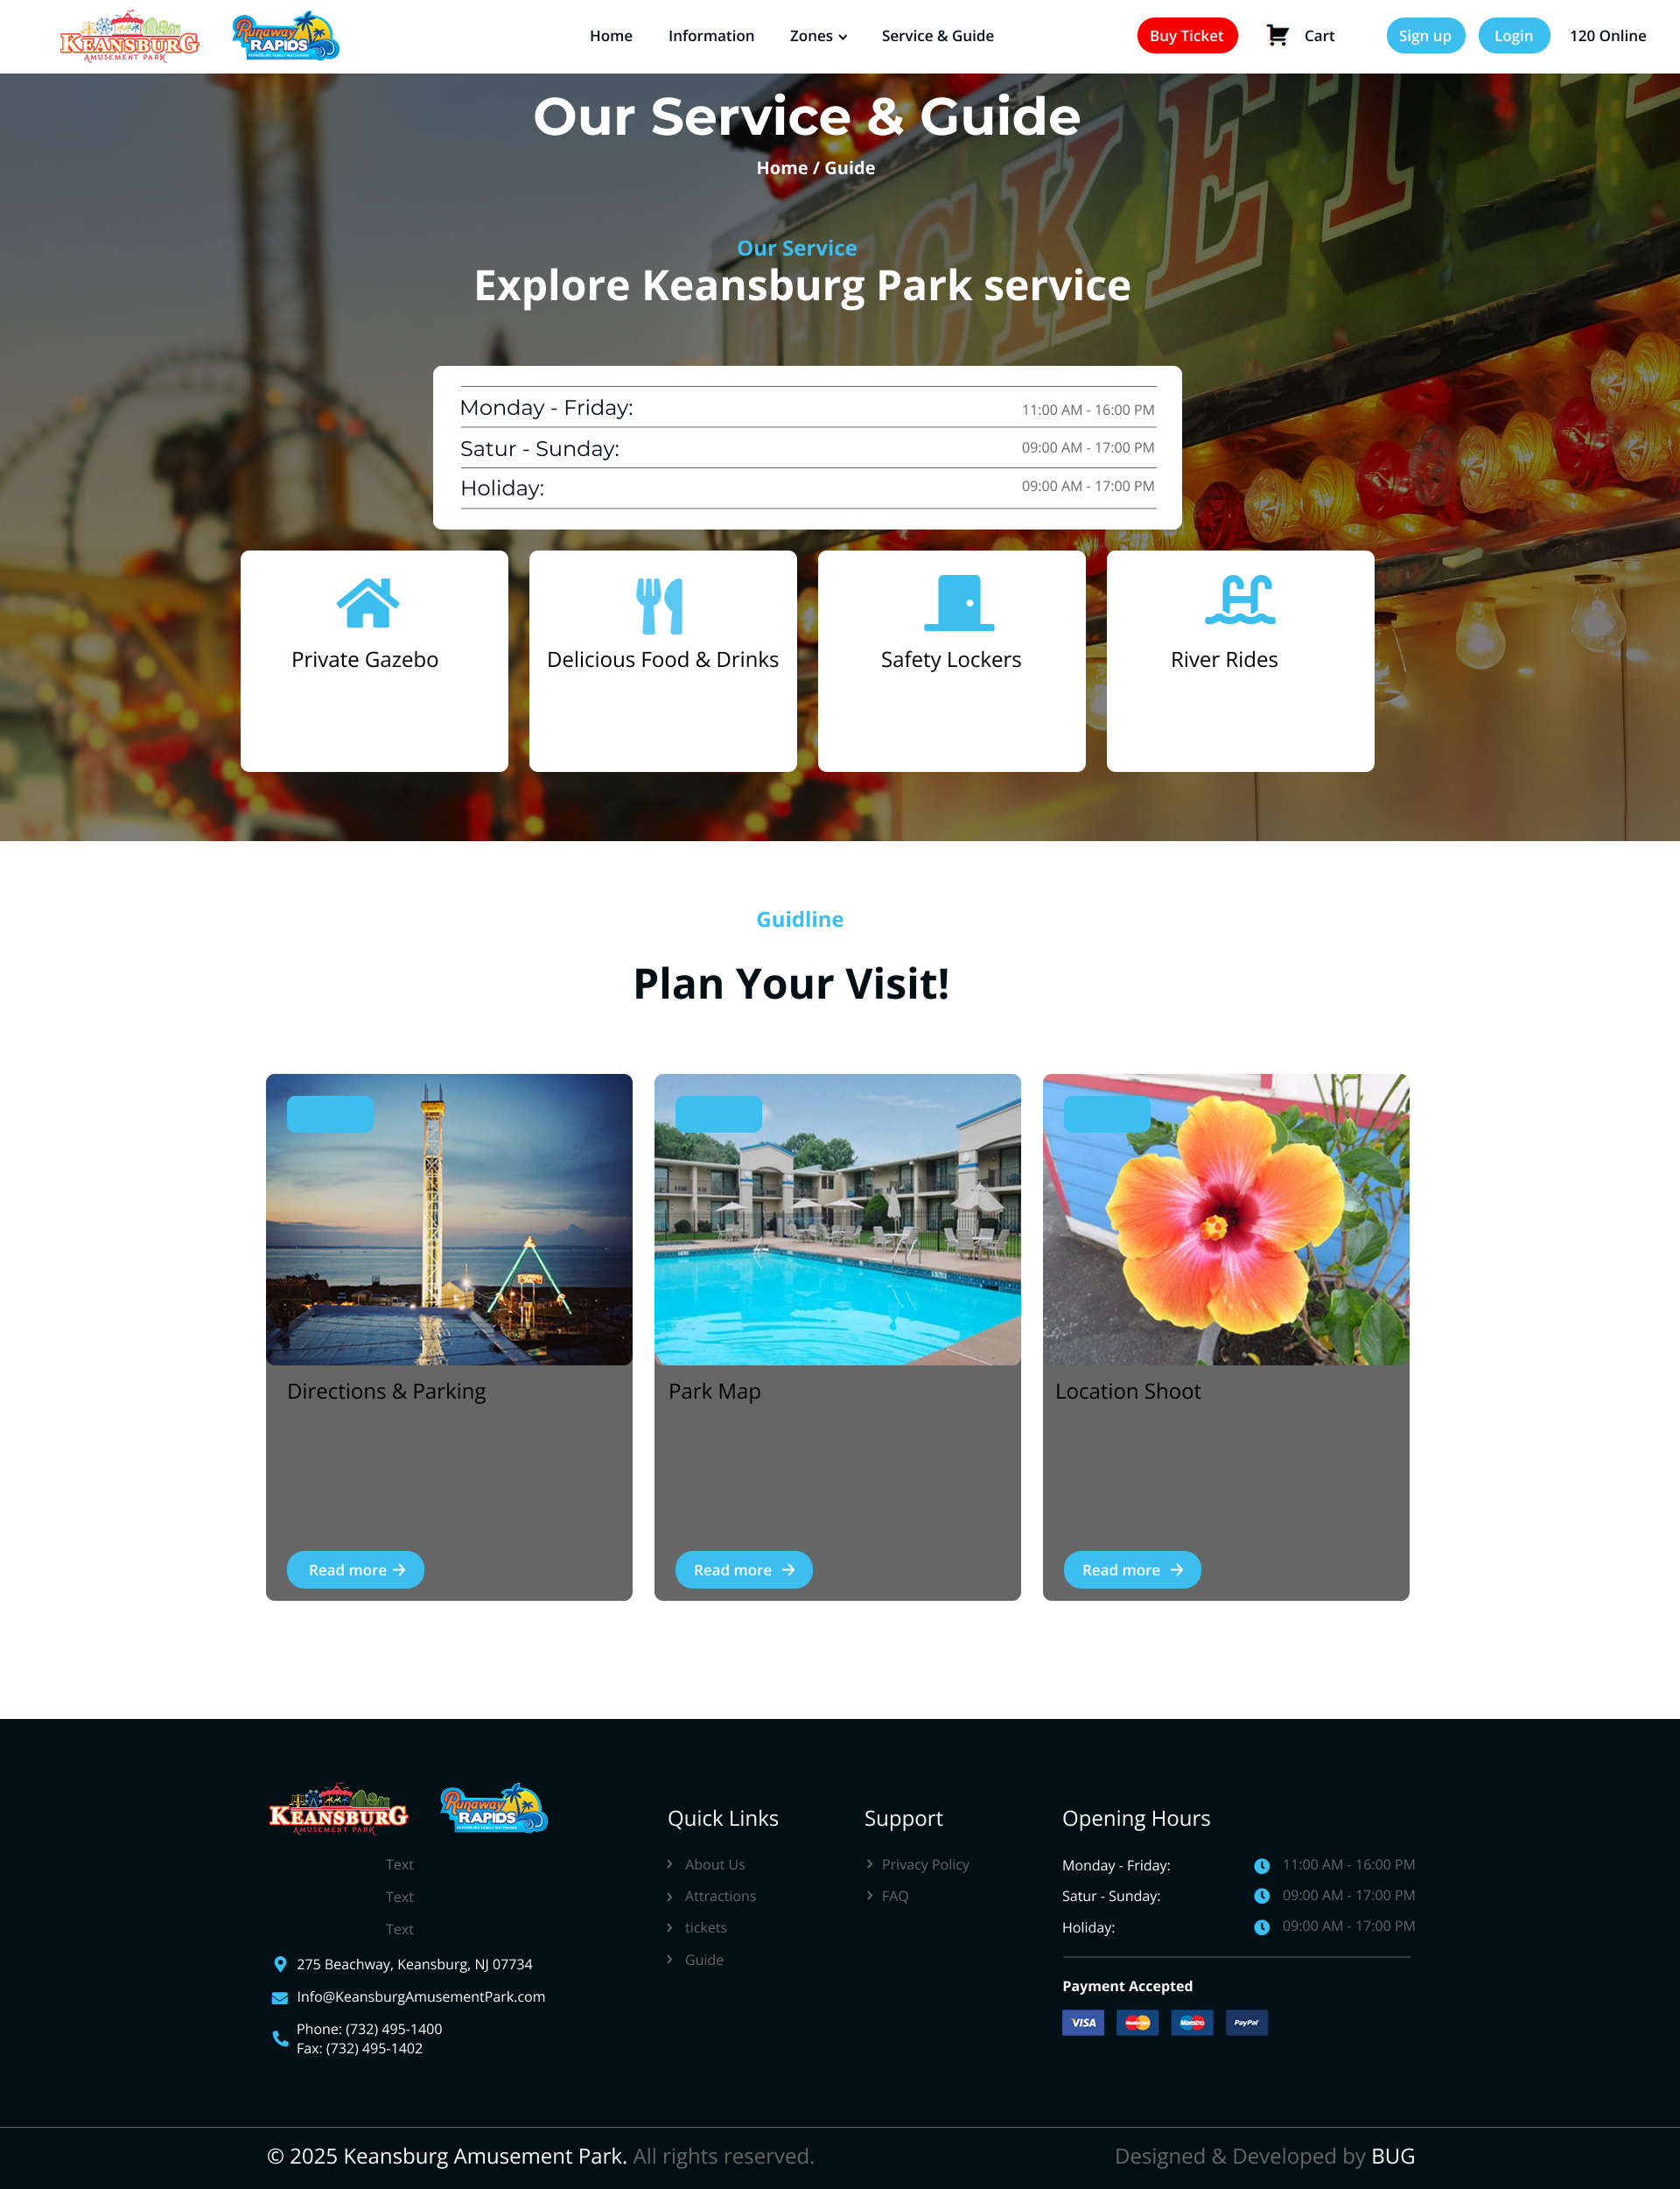 KEANSBURG
AMUSEMENT PARK
Runaway
RAPIDS
KEANSBURG FAMILY WATERPARK
Home
Information
Zones
Service & Guide
Buy Ticket
Cart
Sign up
Login
120 Online
TICKET
Our Service & Guide
Home / Guide
Our Service
Explore Keansburg Park service
Monday - Friday:
11:00 AM - 16:00 PM
Satur - Sunday:
09:00 AM - 17:00 PM
Holiday:
09:00 AM - 17:00 PM
Private Gazebo
Delicious Food & Drinks
Safety Lockers
River Rides
Guidline
Plan Your Visit!
Directions & Parking
Park Map
Location Shoot
Read more
Read more
Read more
KEANSBURG
AMUSEMENT PARK
Runaway
RAPIDS
KEANSBURG FAMILY WATERPARK
Text
Text
Text
275 Beachway, Keansburg, NJ 07734
Info@KeansburgAmusementPark.com
Phone: (732) 495-1400
Fax: (732) 495-1402
Quick Links
About Us
Attractions
tickets
Guide
Support
Privacy Policy
FAQ
Opening Hours
Monday - Friday:
11:00 AM - 16:00 PM
Satur - Sunday:
09:00 AM - 17:00 PM
Holiday:
09:00 AM - 17:00 PM
Payment Accepted
VISA
MasterCard
Maestro
PayPal
© 2025 Keansburg Amusement Park. All rights reserved.
Designed & Developed by BUG